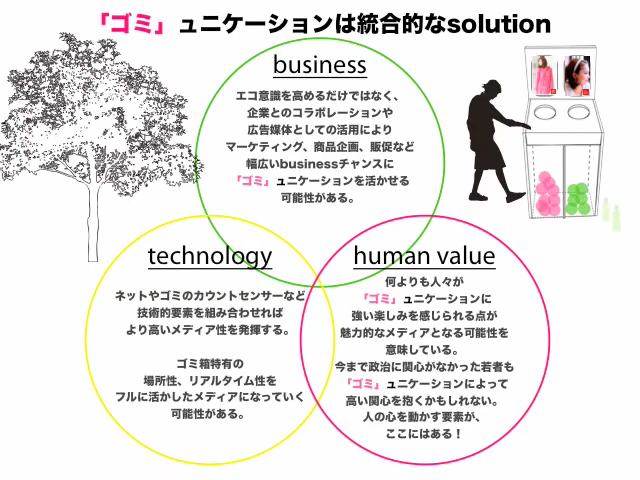 「ゴミ」ュニケーションは統合的なsolution
business
エコ意識を高めるだけではなく、
企業とのコラボレーションや
広告媒体としての活用により
マーケティング、商品企画、販促など
幅広いbusinessチャンスに
「ゴミ」ュニケーションを活かせる
可能性がある。
technology
ネットやゴミのカウントセンサーなど
技術的要素を組み合わせれば
より高いメディア性を発揮する。
ゴミ箱特有の
場所性、リアルタイム性を
フルに活かしたメディアになっていく
可能性がある。
human value
何よりも人々が
「ゴミ」ュニケーションに
強い楽しみを感じられる点が
魅力的なメディアとなる可能性を
意味している。
今まで政治に関心がなかった若者も
「ゴミ」ュニケーションによって
高い関心を抱くかもしれない。
人の心を動かす要素が、
ここにはある！